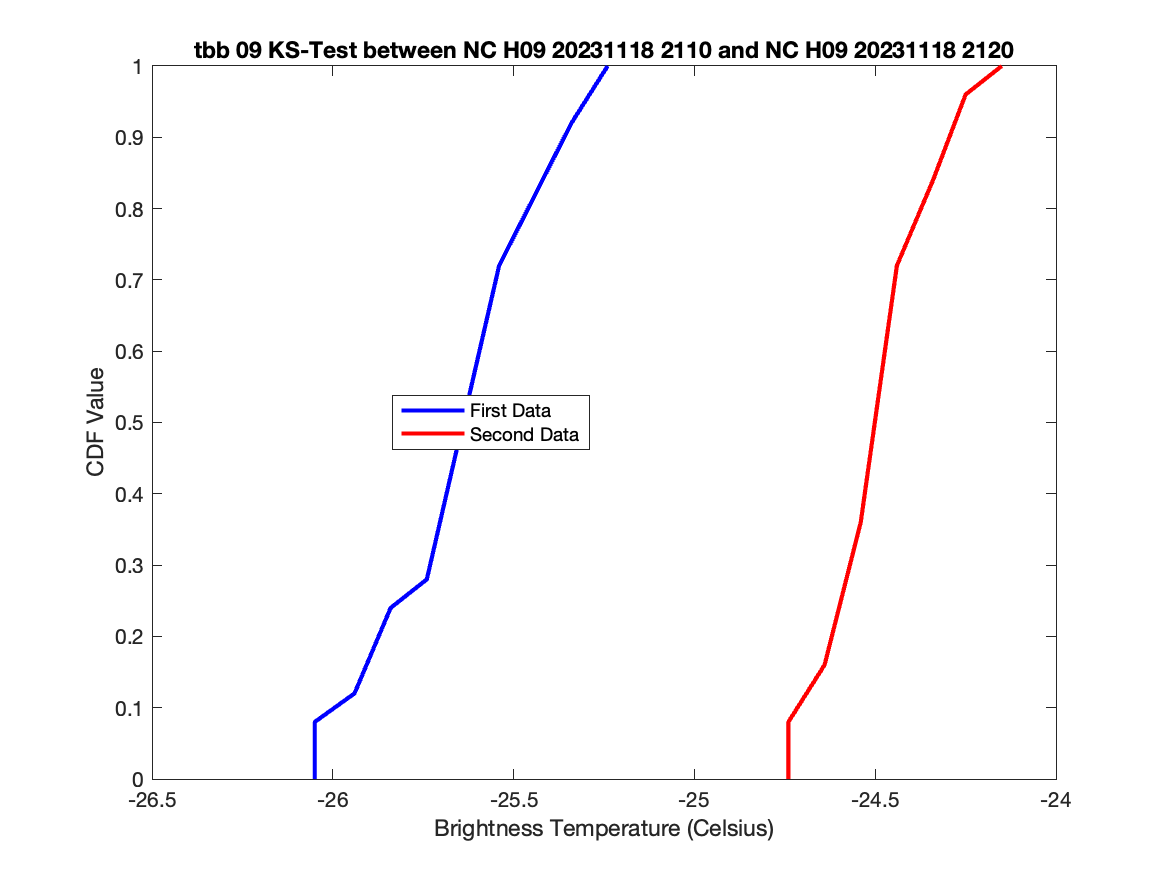 tbb 09 KS-Test between NC H09 20231118 2110 and NC H09 20231118 2120
1
0.9
0.8
0.7
0.6
0.5
0.4
0.3
0.2
0.1
0
CDF Value
First Data
Second Data
-26.5 -26 -25.5 -25 -24.5 -24
Brightness Temperature (Celsius)